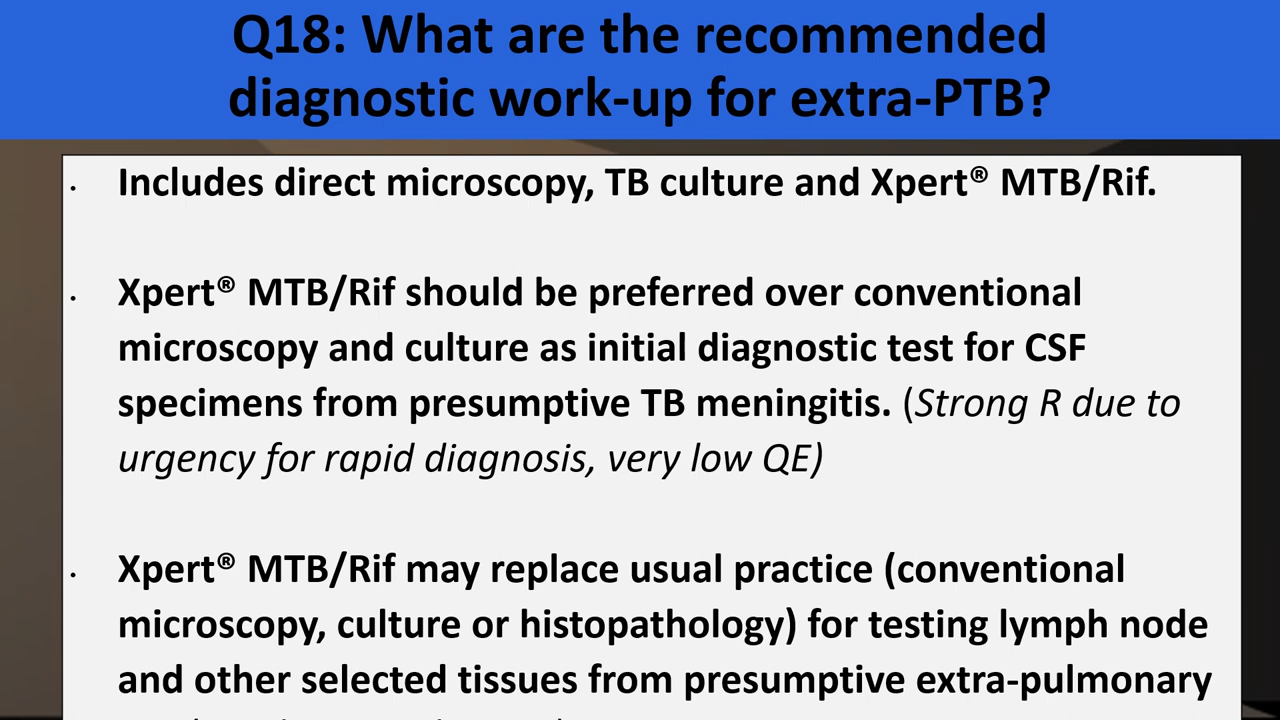 Q18: What are the recommended
diagnostic work-up for extra-PTB?
• Includes direct microscopy, TB culture and Xpert® MTB/Rif.
• Xpert® MTB/Rif should be preferred over conventional
microscopy and culture as initial diagnostic test for CSF
specimens from presumptive TB meningitis. (Strong R due to
urgency for rapid diagnosis, very low QE)
• Xpert® MTB/Rif may replace usual practice (conventional
microscopy, culture or histopathology) for testing lymph node
and other selected tissues from presumptive extra-pulmonary